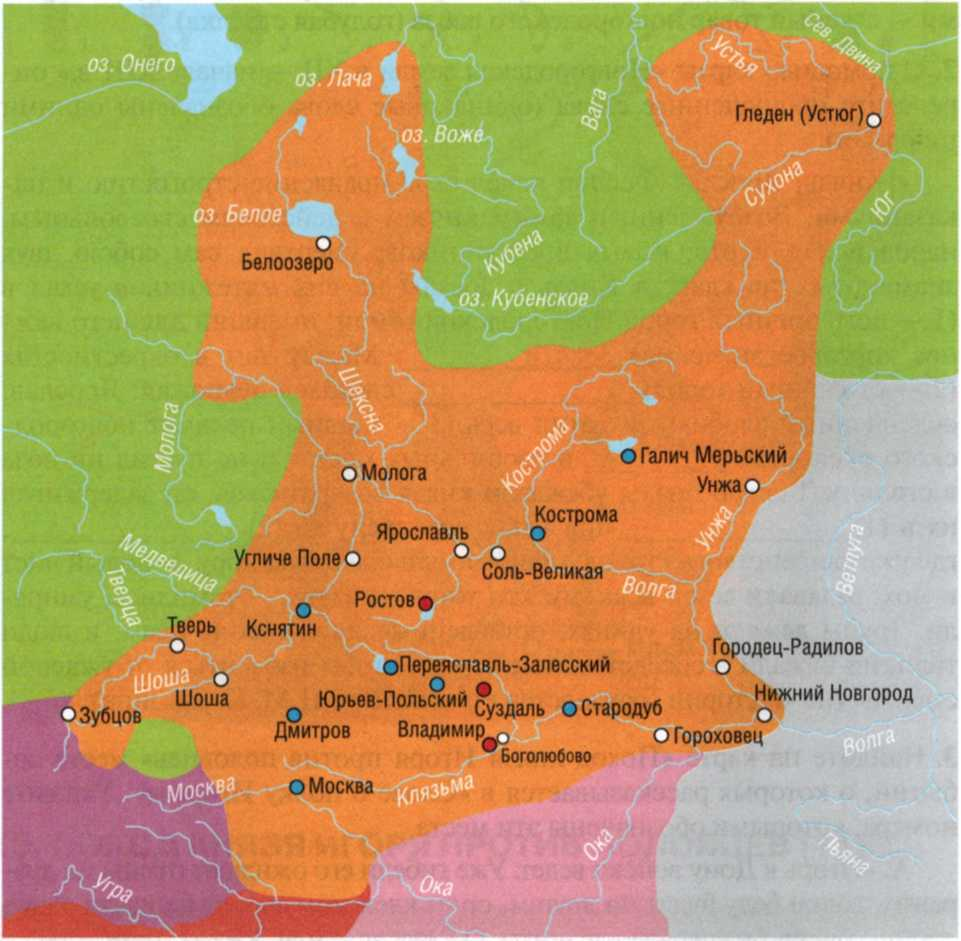 оз. Онего
оз. Лача
Сев. Двина
Устья
Вага
Гледен (Устюг)
оз. Воже
Сухона
Юг
оз. Белое
Белоозеро
Кубена
оз. Кубенское
Шексна
Молога
Молога
Кострома
Галич Мерьский
Унжа
Унжа
Ветлуга
Кострома
Ярославль
Соль-Великая
Волга
Угличе Поле
Медведица
Тверца
Ростов
Кснятин
Тверь
Шоша
Шоша
Зубцов
Переяславль-Залесский
Юрьев-Польский
Суздаль
Стародуб
Городец-Радилов
Нижний Новгород
Дмитров
Владимир
Боголюбово
Гороховец
Волга
Москва
Москва
Клязьма
Ока
Ока
Пьяна
Угра